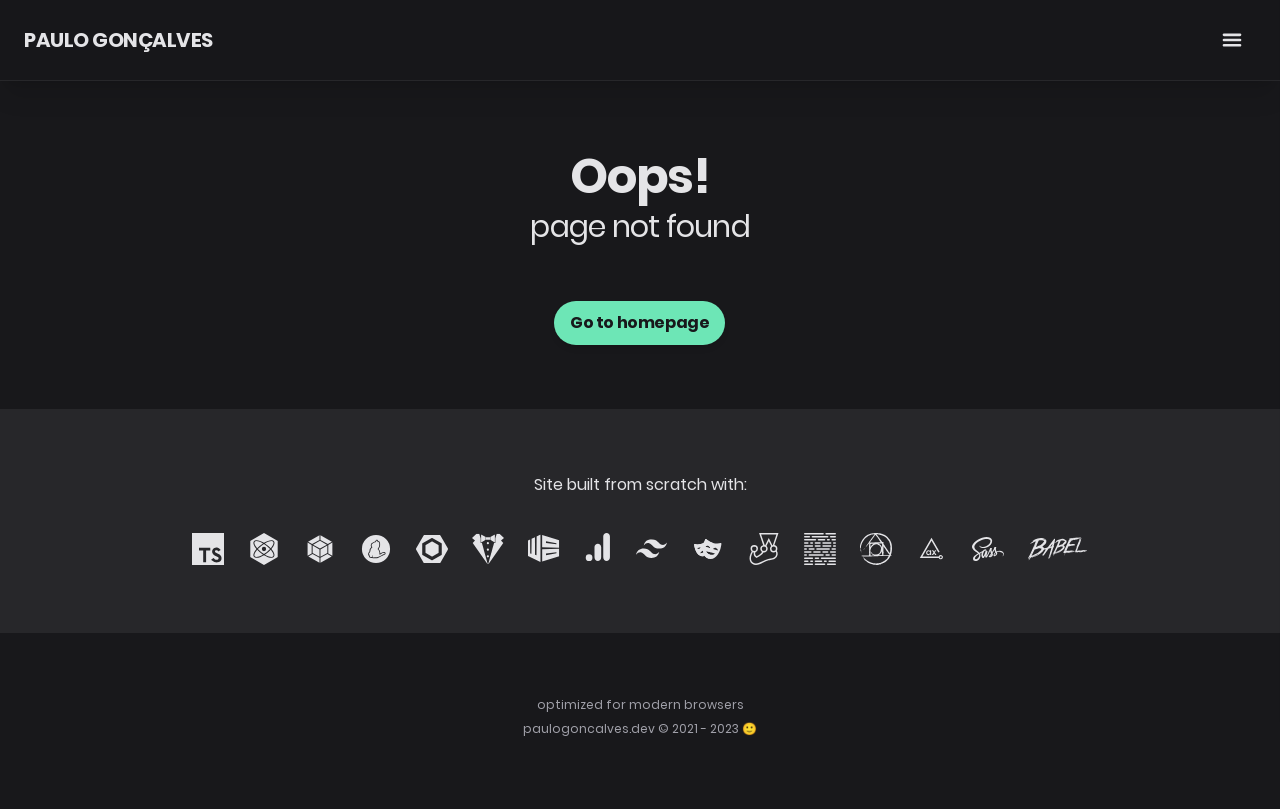 PAULO GONÇALVES
Oops!
page not found
Go to homepage
Site built from scratch with:
TS
ax
Sass
BABEL
optimized for modern browsers
paulogoncalves.dev © 2021 - 2023 🙂